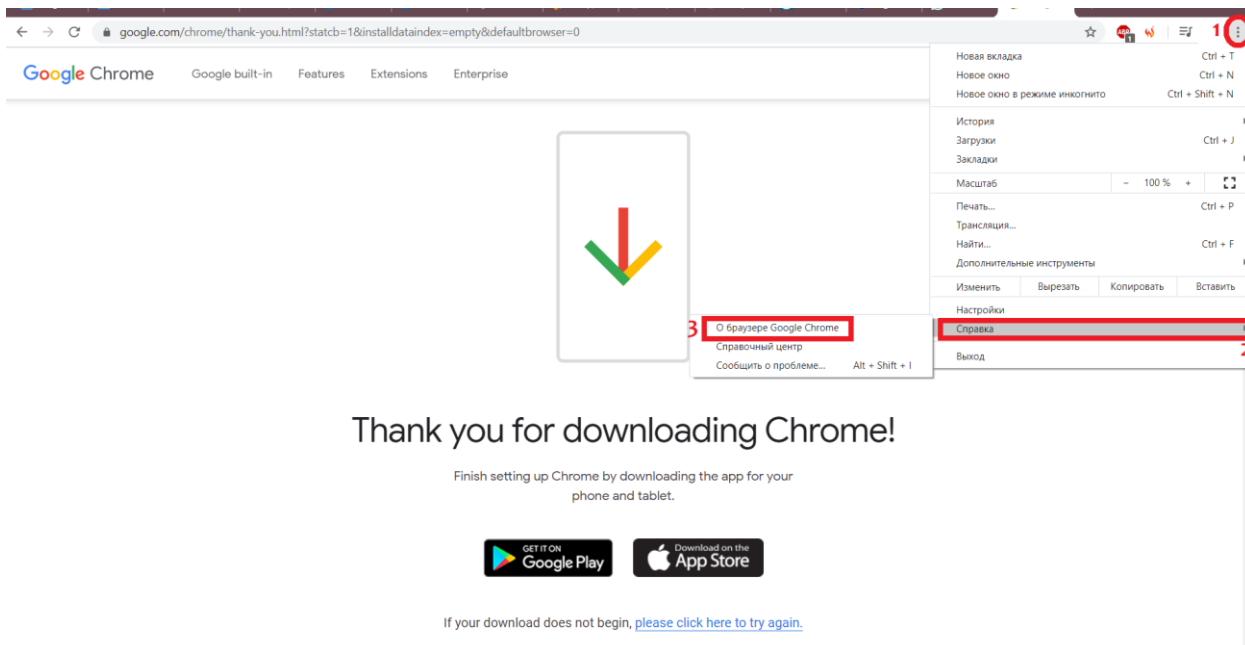 google.com/chrome/thank-you.html?statcb=1&installdataindex=empty&defaultbrowser=0
ABP
1
1
Google Chrome
Google built-in
Features
Extensions
Enterprise
Новая вкладка Ctrl + T
Новое окно Ctrl + N
Новое окно в режиме инкогнито Ctrl + Shift + N
История
Загрузки Ctrl + J
Закладки
Масштаб - 100 % +
Печать... Ctrl + P
Трансляция...
Найти... Ctrl + F
Дополнительные инструменты
Изменить Вырезать Копировать Вставить
Настройки
Справка
2
Выход
3
О браузере Google Chrome
Справочный центр
Сообщить о проблеме... Alt + Shift + I
Thank you for downloading Chrome!
Finish setting up Chrome by downloading the app for your
phone and tablet.
GET IT ON
Google Play
Download on the
App Store
If your download does not begin, please click here to try again.